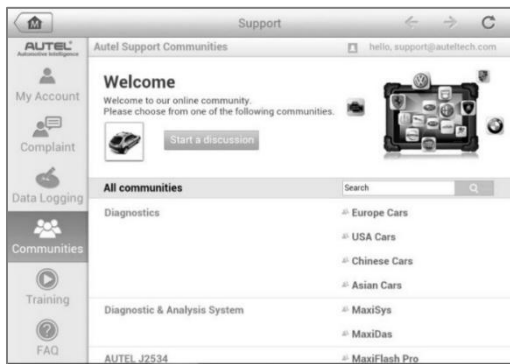 M
Support
AUTEL
Automotive Intelligence
Autel Support Communities
hello, support@auteltech.com
My Account
Complaint
Data Logging
Communities
Training
FAQ
Welcome
Welcome to our online community.
Please choose from one of the following communities.
Start a discussion
All communities
Search
Diagnostics
Europe Cars
USA Cars
Chinese Cars
Asian Cars
Diagnostic & Analysis System
MaxiSys
MaxiDas
AUTEL J2534
MaxiFlash Pro